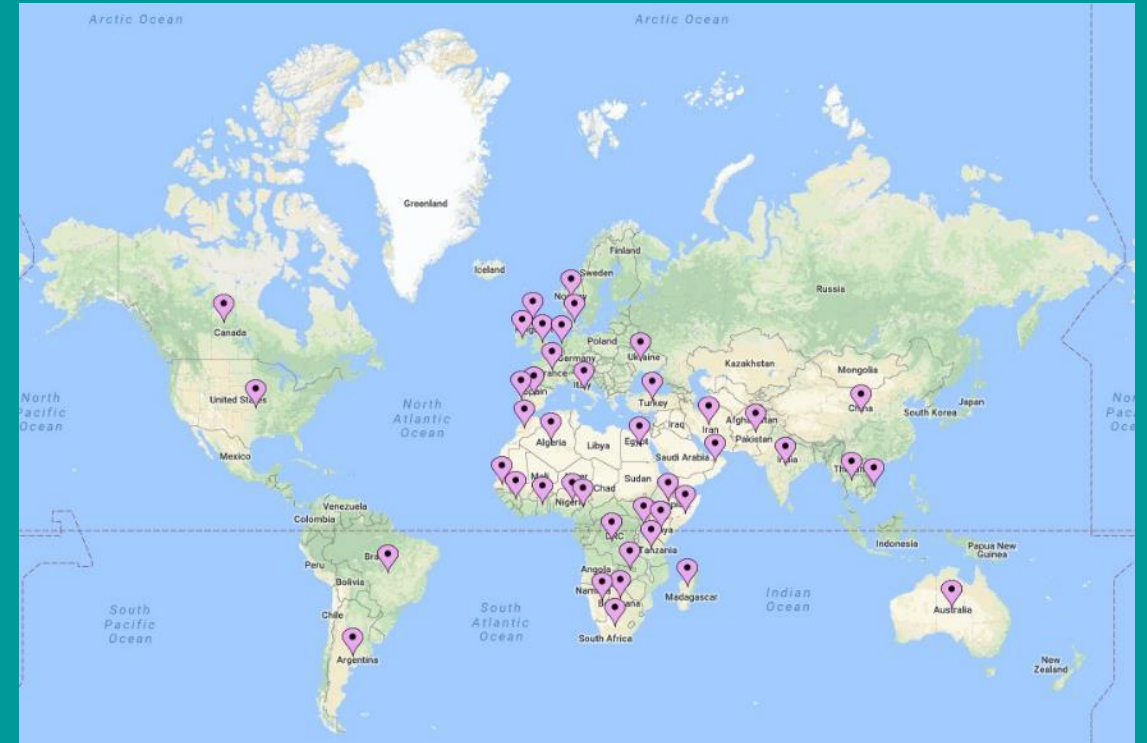 Arctic Ocean
Arctic Ocean
Greenland
Finland
Iceland
Sweden
Russia
Canada
Poland
Ukraine
Germany
Kazakhstan
Mongolia
United States
Spain
Turkey
China
South Korea
Japan
North
Pacific
Ocean
North
Atlantic
Ocean
Iraq
Iran
Pakistan
Algeria
Libya
Egypt
Mexico
Saudi Arabia
Mali
Chad
Sudan
Venezuela
Colombia
Tanzania
Indonesia
Papua New
Guinea
Peru
Angola
Bolivia
Madagascar
Indian
Ocean
South
Pacific
Ocean
Chile
South
Atlantic
Ocean
Australia
South Africa
Argentina
New
Zealand